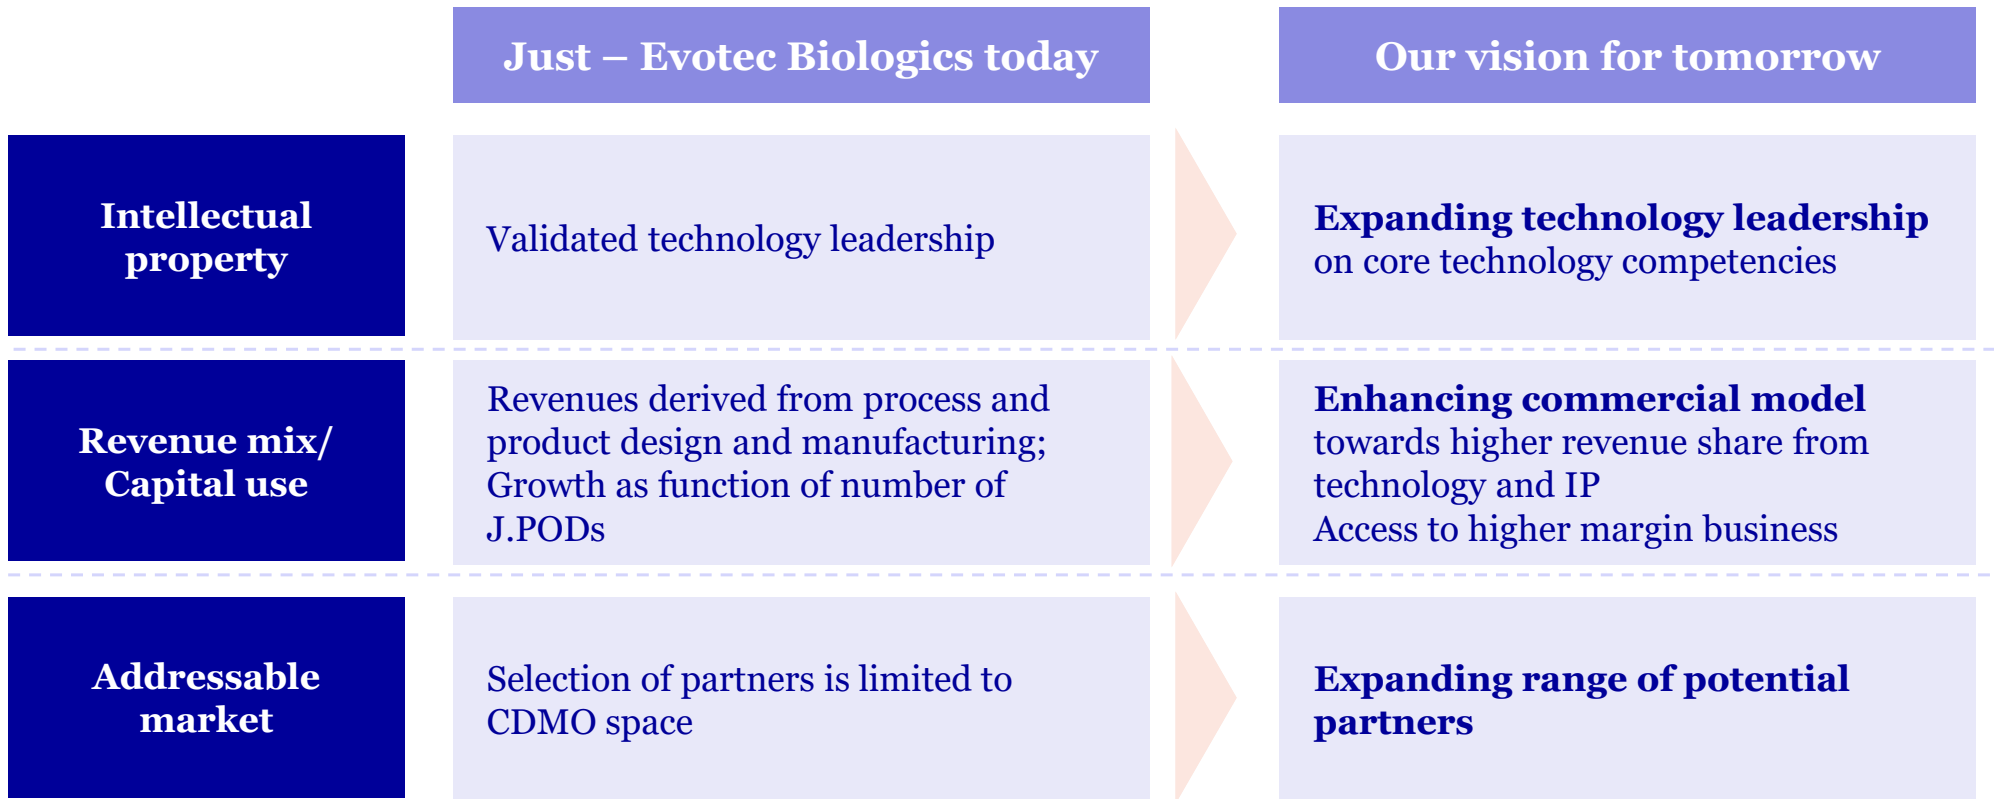 Just – Evotec Biologics today
Our vision for tomorrow
Intellectual
property
Validated technology leadership
Expanding technology leadership
on core technology competencies
Revenue mix/
Capital use
Revenues derived from process and
product design and manufacturing;
Growth as function of number of
J.PODs
Enhancing commercial model
towards higher revenue share from
technology and IP
Access to higher margin business
Addressable
market
Selection of partners is limited to
CDMO space
Expanding range of potential
partners